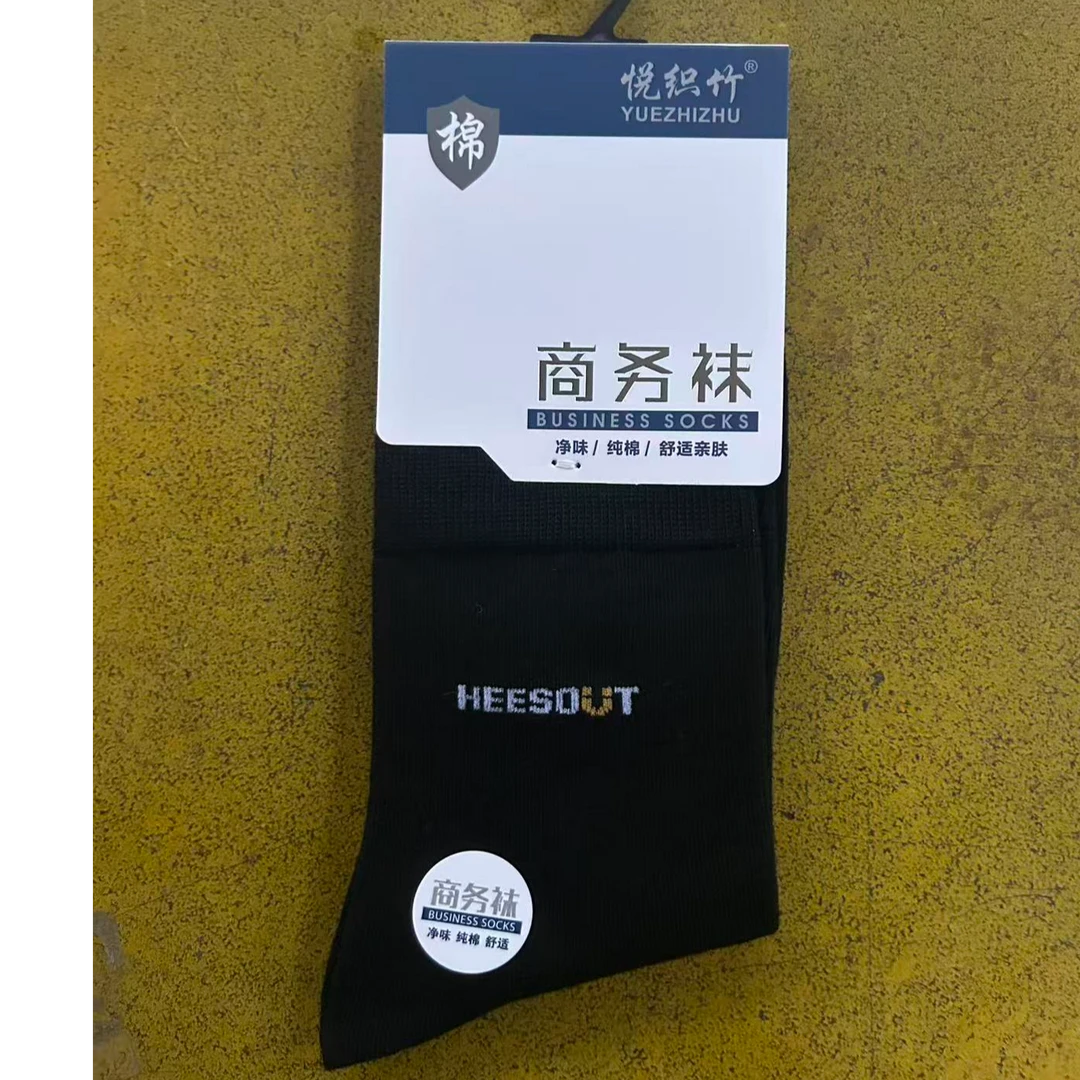 悦织竹®
YUEZHIZHU
棉
商务袜
BUSINESS SOCKS
净味 / 纯棉 / 舒适亲肤
HEESOUT
商务袜
BUSINESS SOCKS
净味 纯棉 舒适